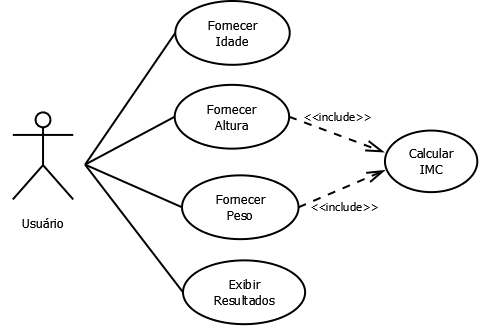 Fornecer
Idade
Fornecer
Altura
<<include>>
Calcular
IMC
Fornecer
Peso
<<include>>
Usuário
Exibir
Resultados